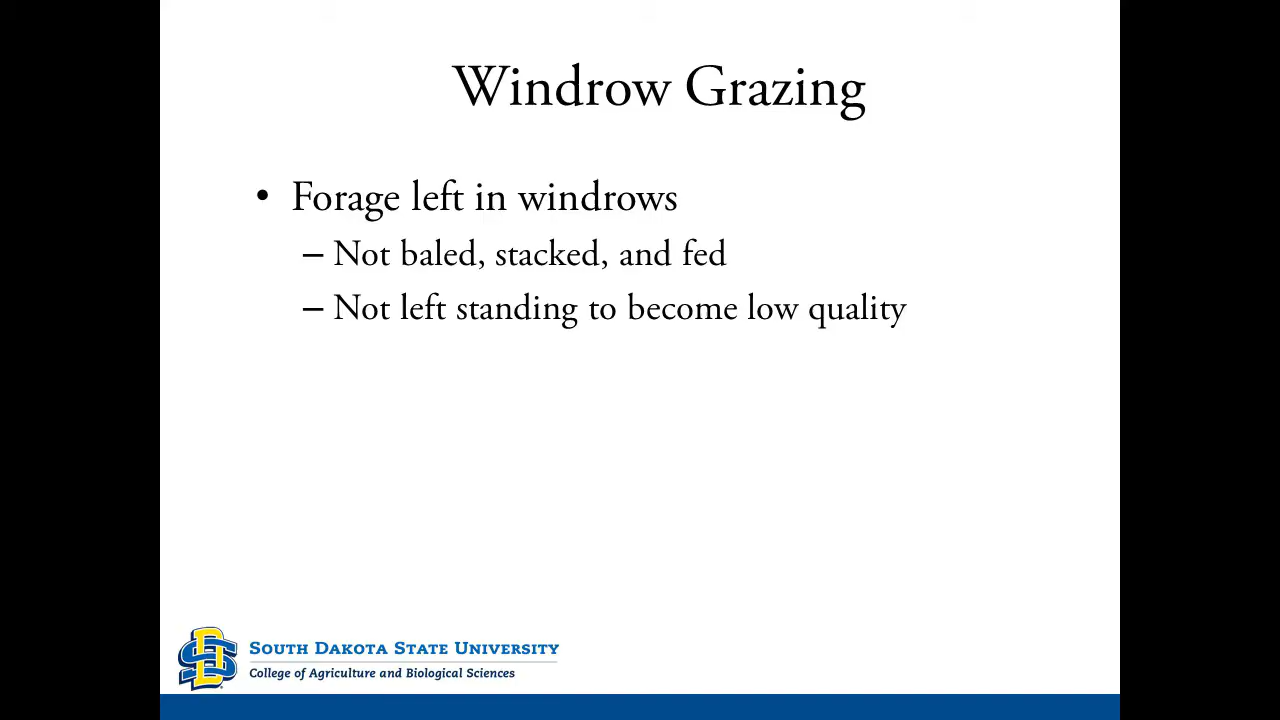 Windrow Grazing
• Forage left in windrows
– Not baled, stacked, and fed
– Not left standing to become low quality
South Dakota State University
College of Agriculture and Biological Sciences